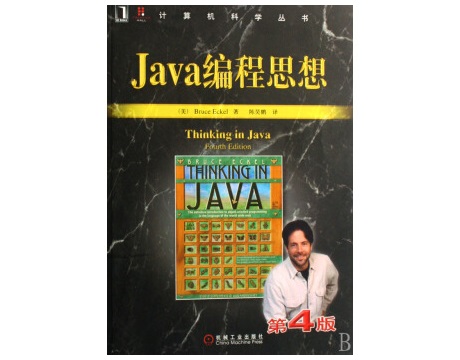 计算机科学丛书
Java编程思想
（美） Bruce Eckel 著 陈昊鹏 译
Thinking in Java
Fourth Edition
BRUCE ECKEL
THINKING IN
JAVA
第4版
机械工业出版社
China Machine Press
B